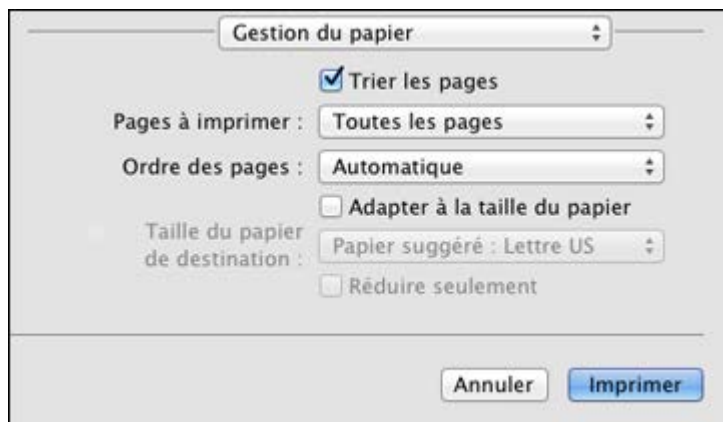 Gestion du papier
Trier les pages
Pages à imprimer : Toutes les pages
Ordre des pages : Automatique
Adapter à la taille du papier
Taille du papier
de destination : Papier suggéré : Lettre US
Réduire seulement
Annuler Imprimer